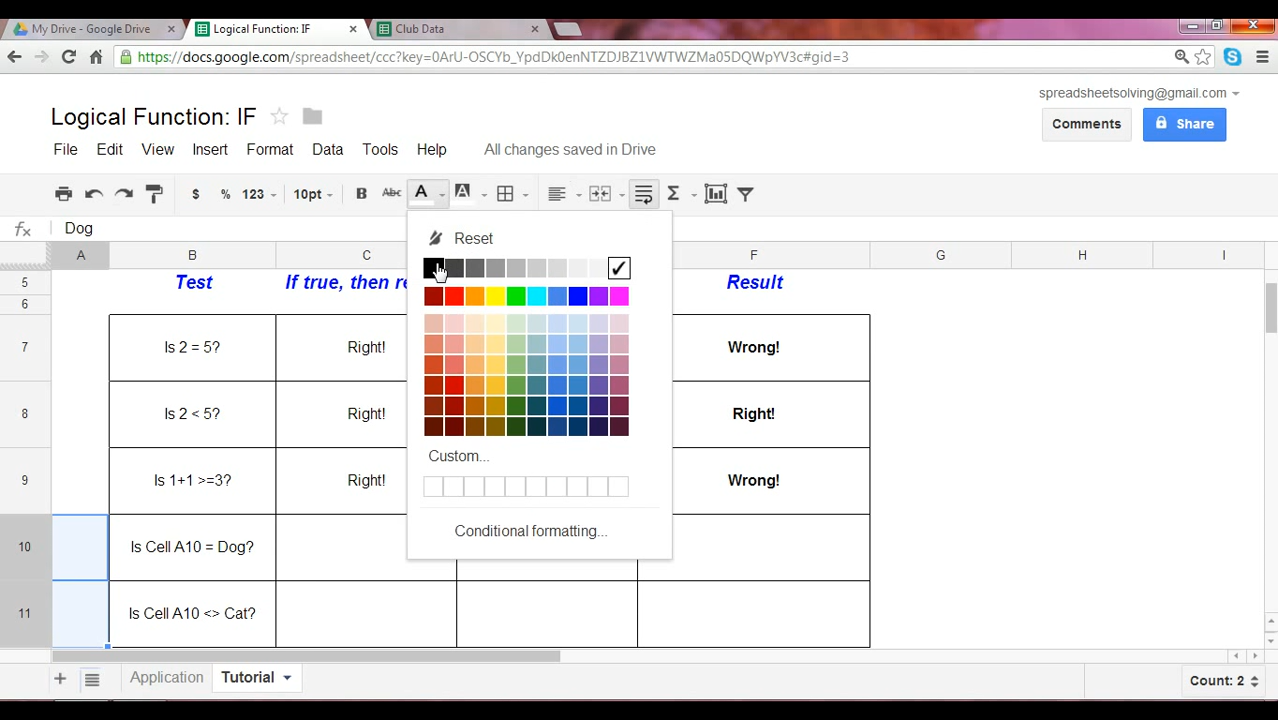 My Drive - Google Drive Logical Function: IF Club Data
https://docs.google.com/spreadsheet/ccc?key=0ArU-OSCYb_YpdDk0enNTZDJBZ1VWTWZMa05DQWpYV3c#gid=3
spreadsheetsolving@gmail.com
Logical Function: IF
Comments Share
File Edit View Insert Format Data Tools Help All changes saved in Drive
$ % 123 10pt B Abc A A Σ
fx Dog
A B C F G H I
5 Test If true, then re Result
6
7 Is 2 = 5? Right! Wrong!
8 Is 2 < 5? Right! Right!
9 Is 1+1 >=3? Right! Wrong!
10 Is Cell A10 = Dog?
11 Is Cell A10 <> Cat?
Reset
Custom...
Conditional formatting...
Application Tutorial Count: 2